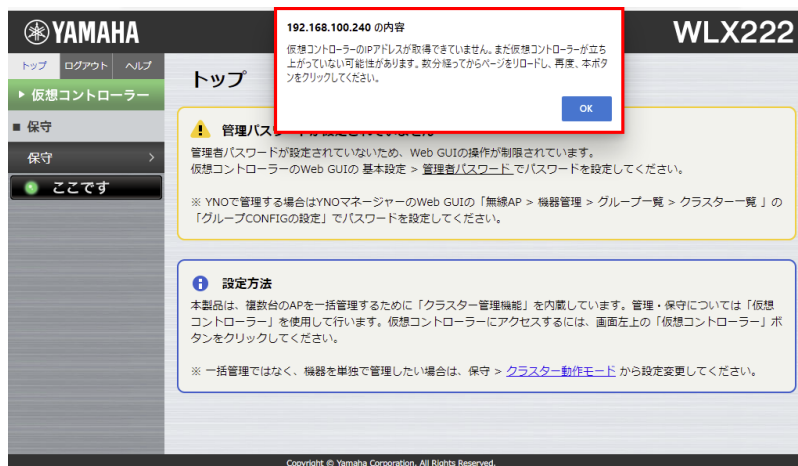 YAMAHA
WLX222
192.168.100.240 の内容
仮想コントローラーのIPアドレスが取得できていません。まだ仮想コントローラーが立ち
上がっていない可能性があります。数分経ってからページをリロードし、再度、本ボタ
ンをクリックしてください。
OK
トップ ログアウト ヘルプ
仮想コントローラー
保守
保守
ここです
トップ
管理パスワードが設定されていません
管理者パスワードが設定されていないため、Web GUIの操作が制限されています。
仮想コントローラーのWeb GUIの 基本設定 > 管理者パスワード でパスワードを設定してください。
※ YNOで管理する場合はYNOマネージャーのWeb GUIの「無線AP > 機器管理 > グループ一覧 > クラスター一覧 」の
「グループCONFIGの設定」でパスワードを設定してください。
設定方法
本製品は、複数台のAPを一括管理するために「クラスター管理機能」を内蔵しています。管理・保守については「仮想
コントローラー」を使用して行います。仮想コントローラーにアクセスするには、画面左上の「仮想コントローラー」ボ
タンをクリックしてください。
※ 一括管理ではなく、機器を単独で管理したい場合は、保守 > クラスター動作モード から設定変更してください。
Copyright © Yamaha Corporation. All Rights Reserved.